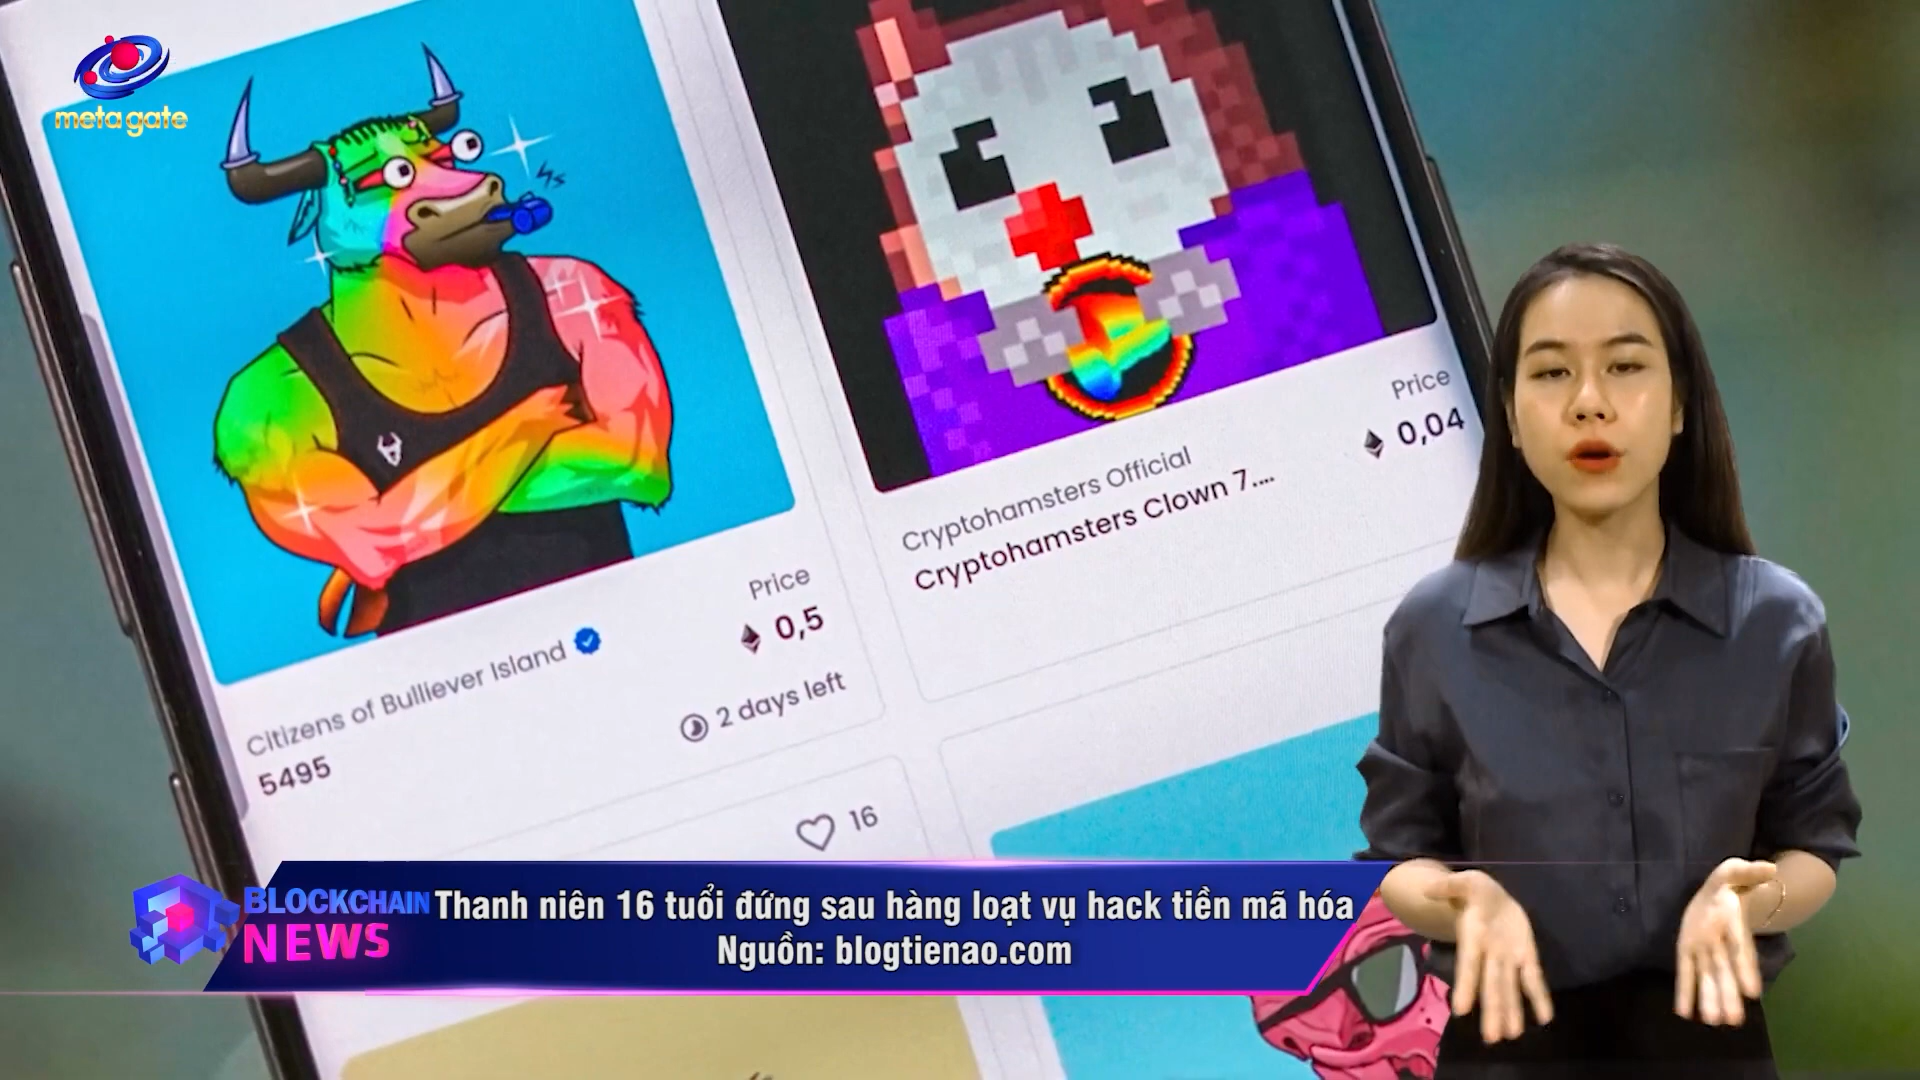 meta gate
Price
0,04
Cryptohamsters Official
Cryptohamsters Clown 7....
Price
0,5
Citizens of Bulliever Island
2 days left
5495
16
BLOCKCHAIN
NEWS
Thanh niên 16 tuổi đứng sau hàng loạt vụ hack tiền mã hóa
Nguồn: blogtienao.com